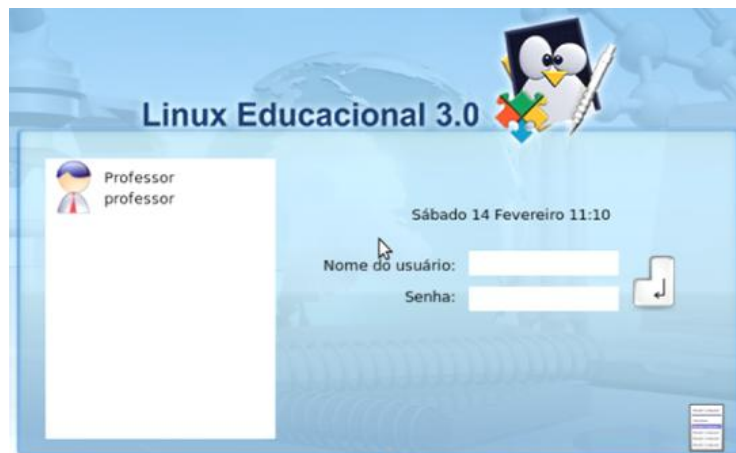 Linux Educacional 3.0
Professor
professor
Sábado 14 Fevereiro 11:10
Nome do usuário:
Senha: